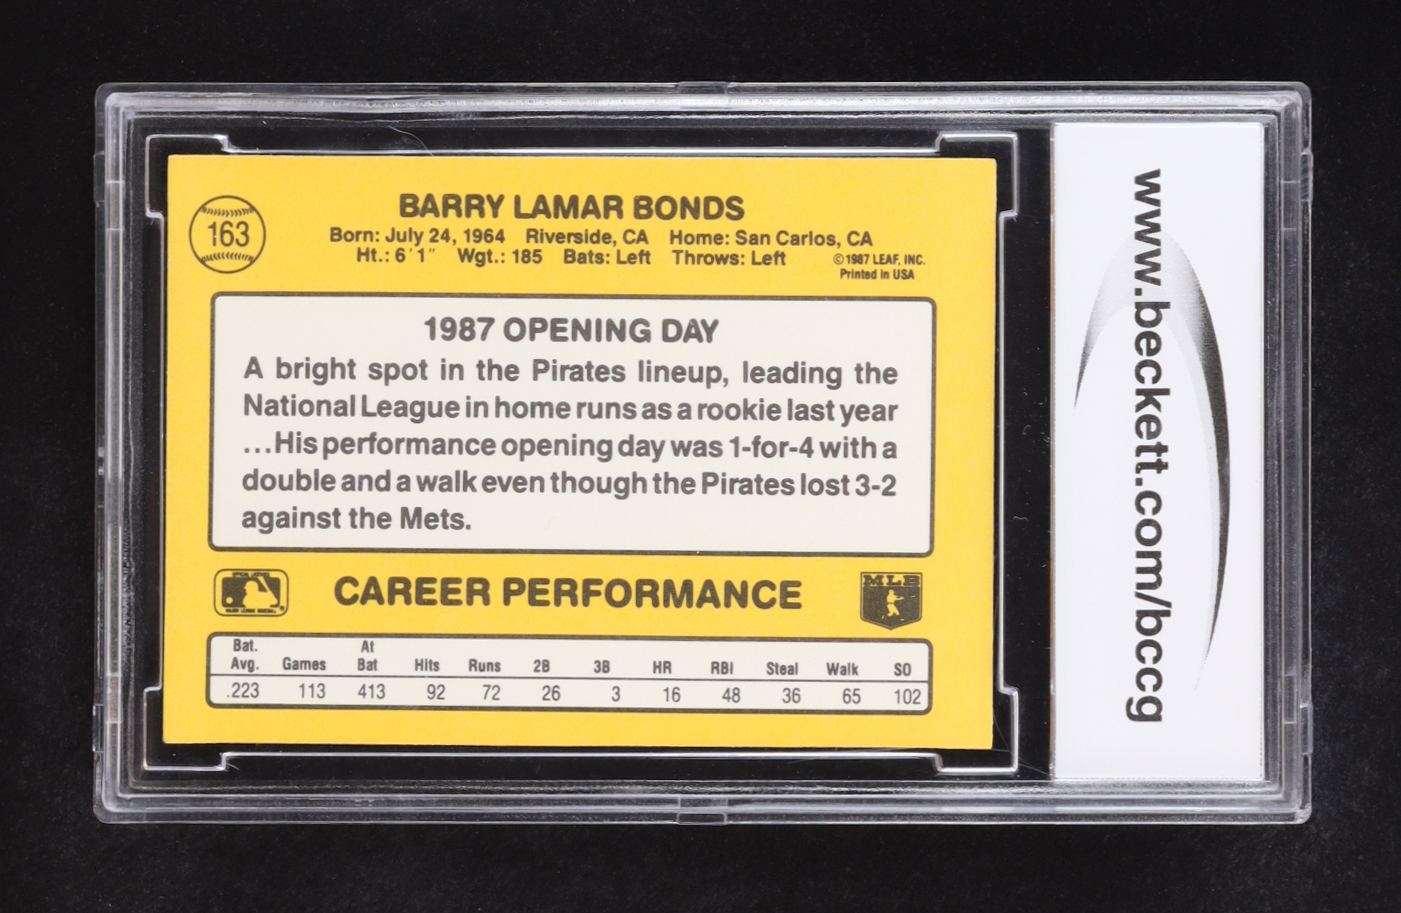 163
BARRY LAMAR BONDS
Born: July 24, 1964 Riverside, CA Home: San Carlos, CA
Ht.: 6'1" Wgt.: 185 Bats: Left Throws: Left
©1987 LEAF, INC.
Printed in USA
1987 OPENING DAY
A bright spot in the Pirates lineup, leading the
National League in home runs as a rookie last year
...His performance opening day was 1-for-4 with a
double and a walk even though the Pirates lost 3-2
against the Mets.
MAJOR LEAGUE BASEBALL
CAREER PERFORMANCE
MLB
Bat. Avg. Games At Bat Hits Runs 2B 3B HR RBI Steal Walk SO
.223 113 413 92 72 26 3 16 48 36 65 102
www.beckett.com/bccg